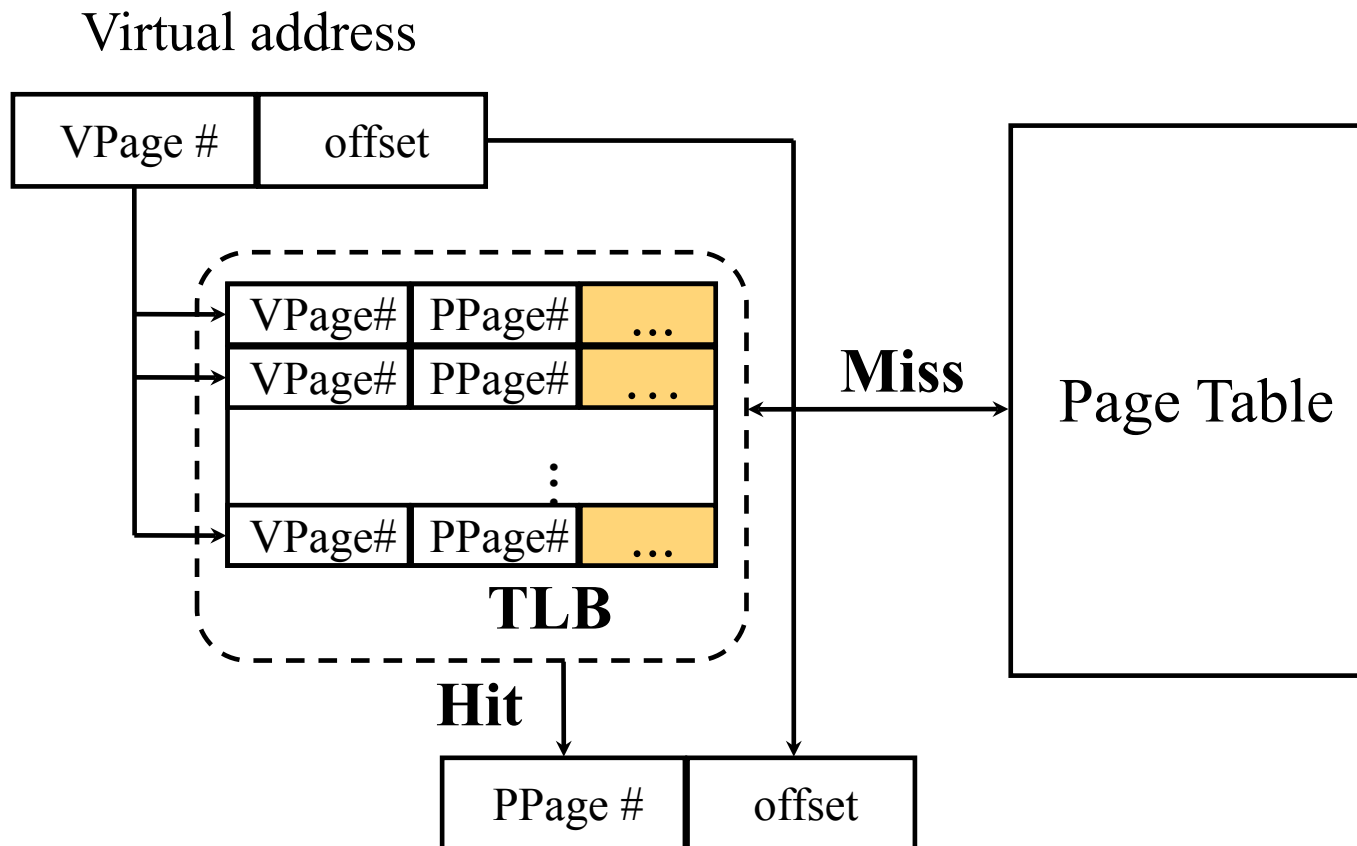 Virtual address
VPage # offset
VPage# PPage# ...
VPage# PPage# ...
Miss
Page Table
⋮
VPage# PPage# ...
TLB
Hit
PPage # offset